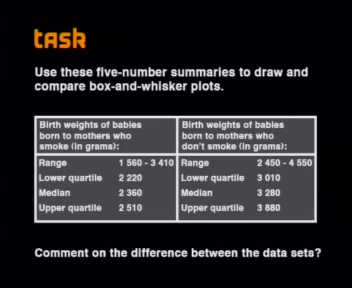 task
Use these five-number summaries to draw and
compare box-and-whisker plots.
Birth weights of babies
born to mothers who
smoke (in grams):
Birth weights of babies
born to mothers who
don't smoke (in grams):
Range 1 560 - 3 410 Range 2 450 - 4 550
Lower quartile 2 220 Lower quartile 3 010
Median 2 360 Median 3 280
Upper quartile 2 510 Upper quartile 3 880
Comment on the difference between the data sets?